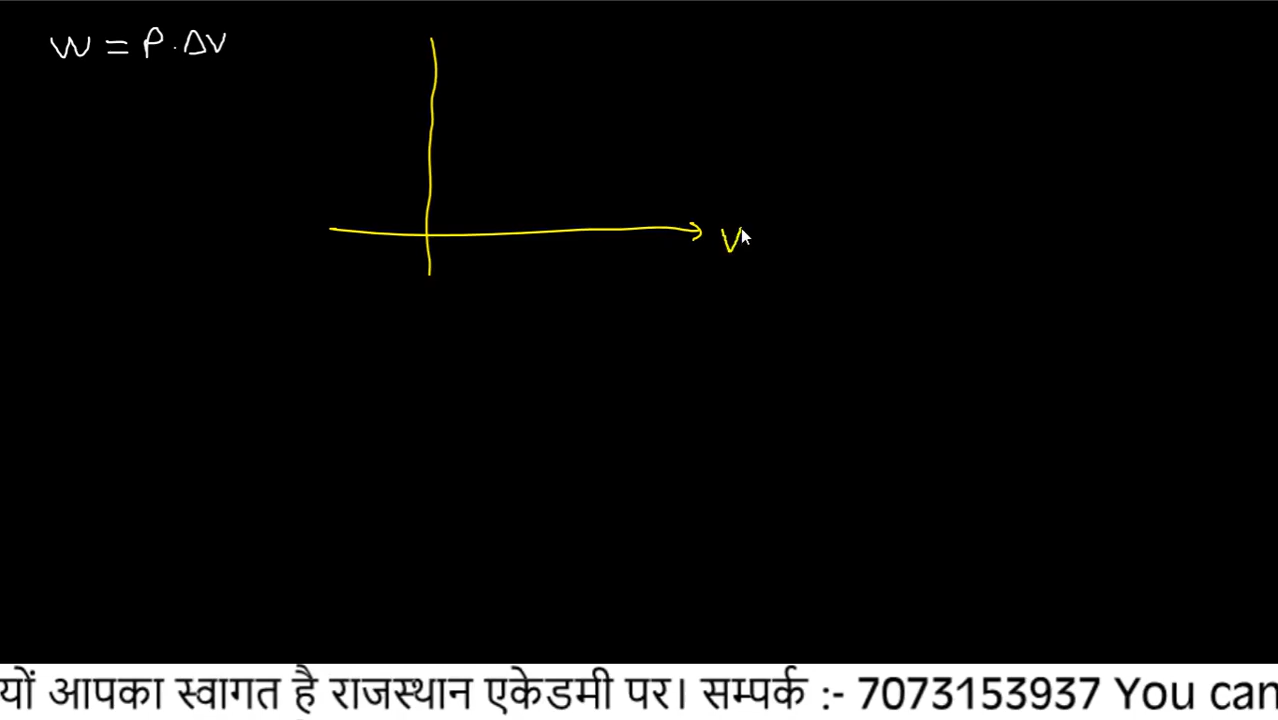 W = P.ΔV
V
यों आपका स्वागत है राजस्थान एकेडमी पर। सम्पर्क :- 7073153937 You can